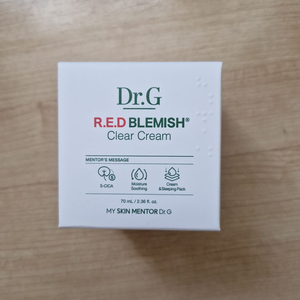 Dr.G
R.E.D BLEMISH®
Clear Cream
MENTOR'S MESSAGE
5-CICA
Moisture
Soothing
Cream
&Sleeping Pack
70 mL / 2.36 fl. oz.
MY SKIN MENTOR Dr.G